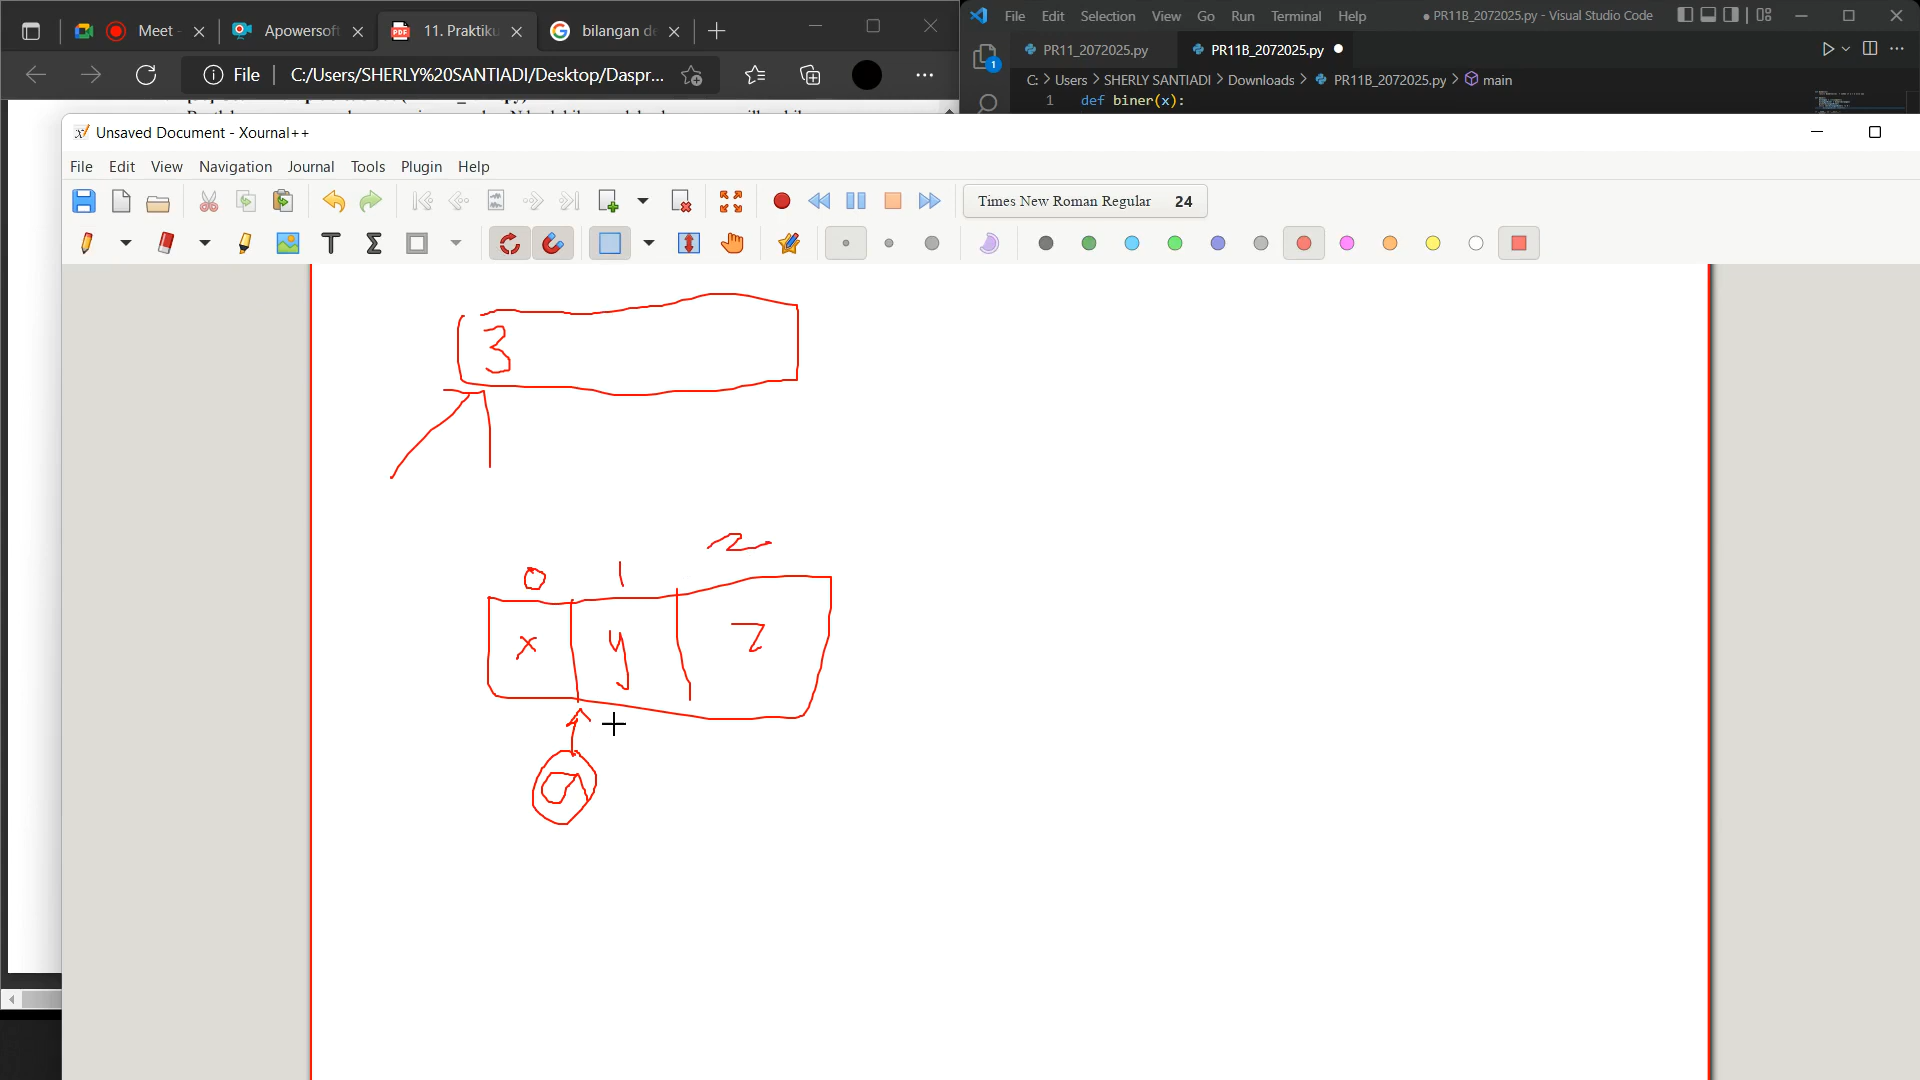 Meet
Apowersoft
11. Praktiku
bilangan de
File
C:/Users/SHERLY%20SANTIADI/Desktop/Daspr...
File Edit Selection View Go Run Terminal Help
● PR11B_2072025.py - Visual Studio Code
PR11_2072025.py
PR11B_2072025.py
C: > Users > SHERLY SANTIADI > Downloads > PR11B_2072025.py > main
1 def biner(x):
1
Unsaved Document - Xournal++
File Edit View Navigation Journal Tools Plugin Help
Times New Roman Regular 24
T Σ
3
0 1 2
x y z